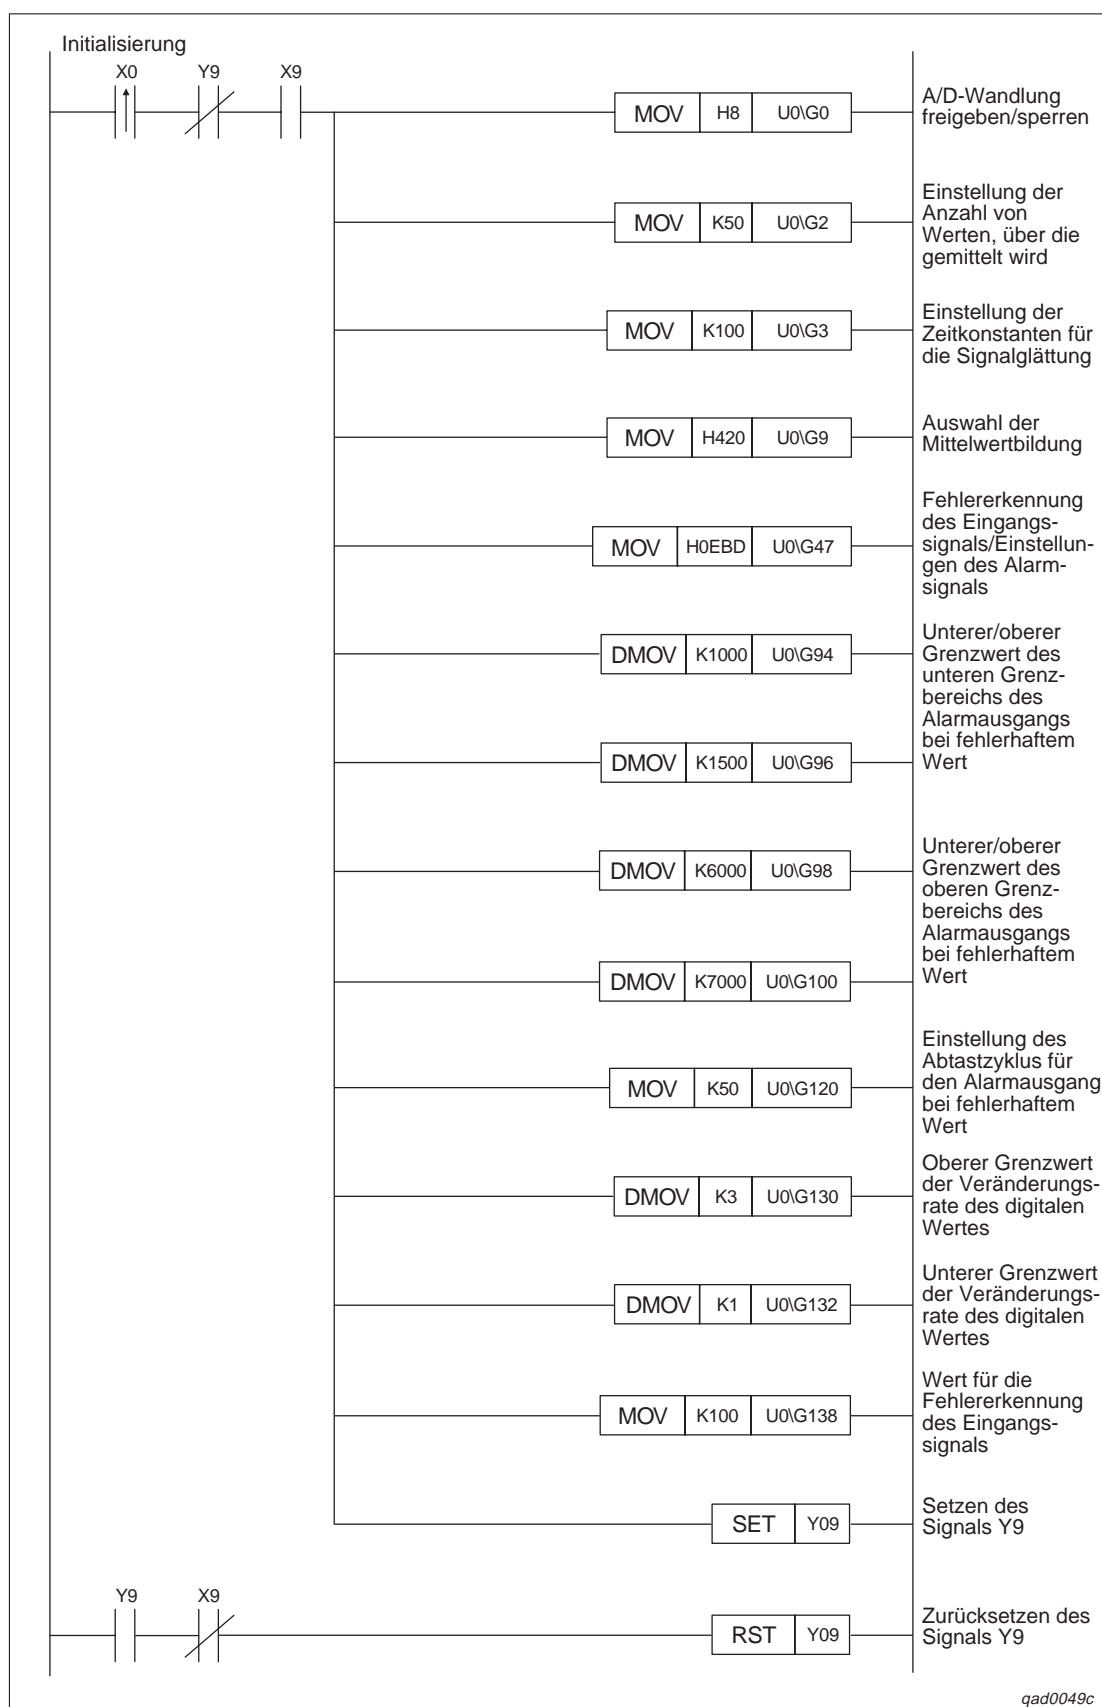 Initialisierung
X0 Y9 X9
MOV H8 U0\G0
A/D-Wandlung
freigeben/sperren
MOV K50 U0\G2
Einstellung der
Anzahl von
Werten, über die
gemittelt wird
MOV K100 U0\G3
Einstellung der
Zeitkonstanten für
die Signalglättung
MOV H420 U0\G9
Auswahl der
Mittelwertbildung
MOV H0EBD U0\G47
Fehlererkennung
des Eingangs-
signals/Einstellun-
gen des Alarm-
signals
DMOV K1000 U0\G94
DMOV K1500 U0\G96
Unterer/oberer
Grenzwert des
unteren Grenz-
bereichs des
Alarmausgangs
bei fehlerhaftem
Wert
DMOV K6000 U0\G98
DMOV K7000 U0\G100
Unterer/oberer
Grenzwert des
oberen Grenz-
bereichs des
Alarmausgangs
bei fehlerhaftem
Wert
MOV K50 U0\G120
Einstellung des
Abtastzyklus für
den Alarmausgang
bei fehlerhaftem
Wert
DMOV K3 U0\G130
Oberer Grenzwert
der Veränderungs-
rate des digitalen
Wertes
DMOV K1 U0\G132
Unterer Grenzwert
der Veränderungs-
rate des digitalen
Wertes
MOV K100 U0\G138
Wert für die
Fehlererkennung
des Eingangs-
signals
SET Y09
Setzen des
Signals Y9
Y9 X9
RST Y09
Zurücksetzen des
Signals Y9
qad0049c